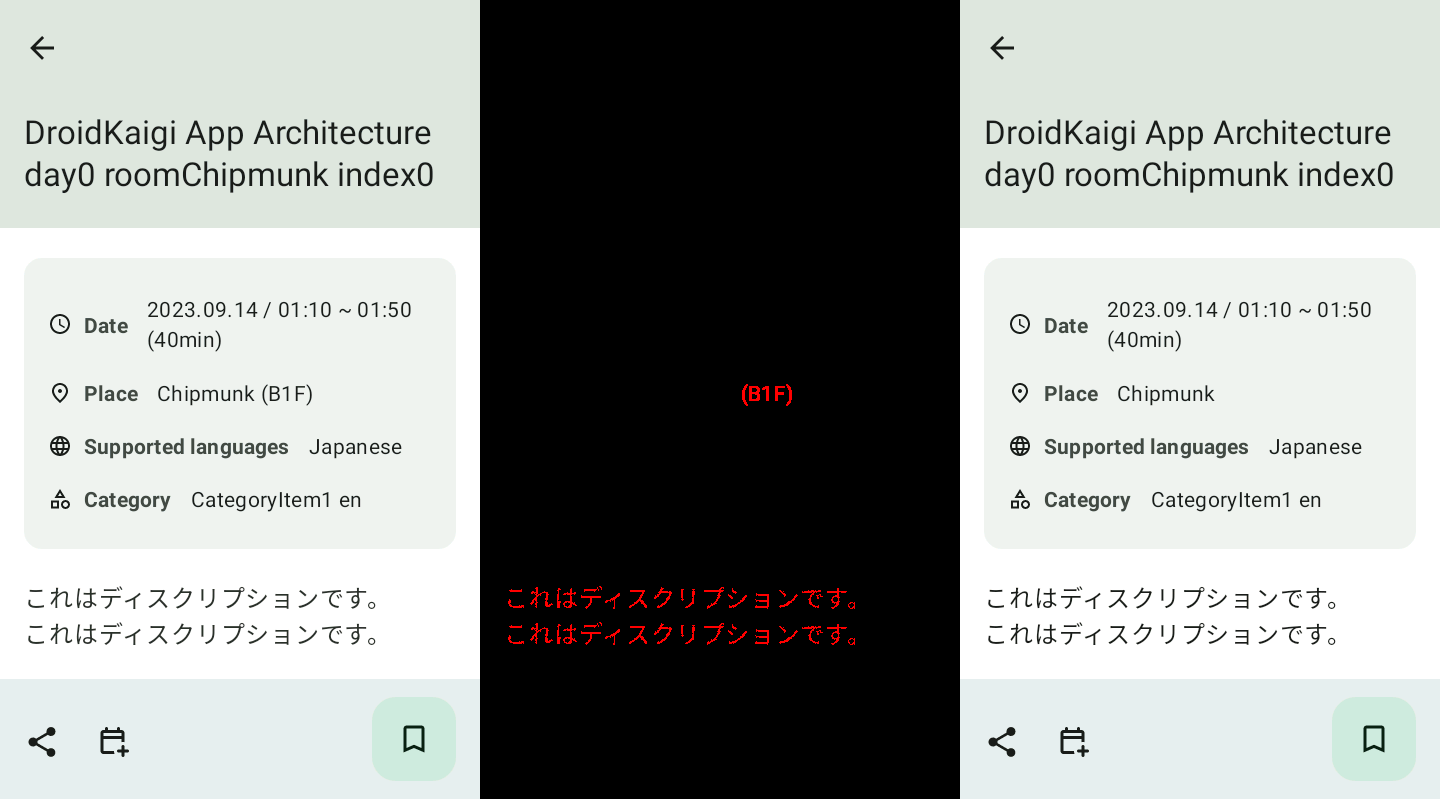 DroidKaigi App Architecture
day0 roomChipmunk index0
Date 2023.09.14 / 01:10 ~ 01:50
(40min)
Place Chipmunk (B1F)
Supported languages Japanese
Category CategoryItem1 en
これはディスクリプションです。
これはディスクリプションです。
(B1F)
これはディスクリプションです。
これはディスクリプションです。
DroidKaigi App Architecture
day0 roomChipmunk index0
Date 2023.09.14 / 01:10 ~ 01:50
(40min)
Place Chipmunk
Supported languages Japanese
Category CategoryItem1 en
これはディスクリプションです。
これはディスクリプションです。